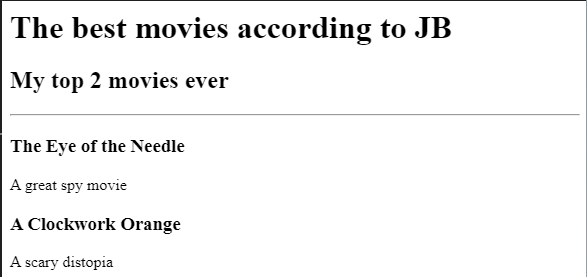 The best movies according to JB
My top 2 movies ever
The Eye of the Needle
A great spy movie
A Clockwork Orange
A scary distopia